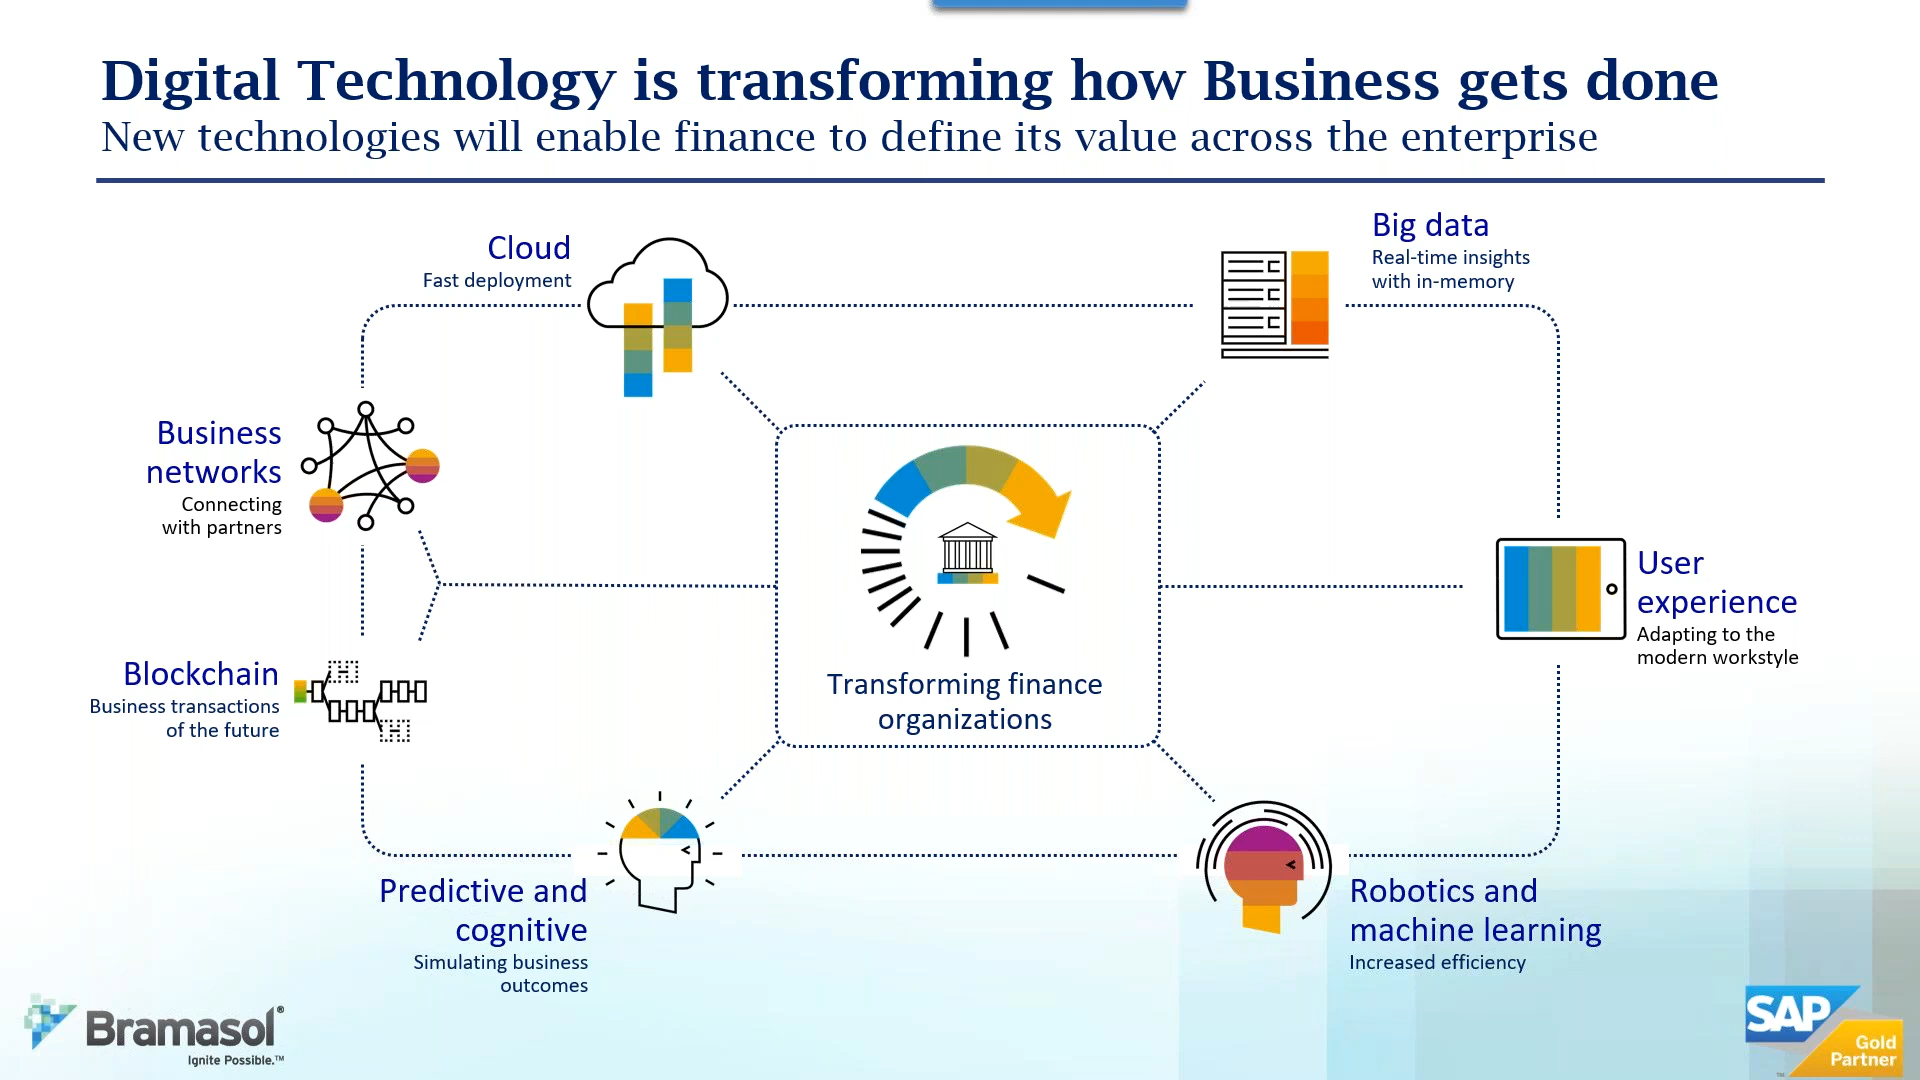 Digital Technology is transforming how Business gets done
New technologies will enable finance to define its value across the enterprise
Cloud
Fast deployment
Big data
Real-time insights
with in-memory
Business
networks
Connecting
with partners
User
experience
Adapting to the
modern workstyle
Transforming finance
organizations
Blockchain
Business transactions
of the future
Predictive and
cognitive
Simulating business
outcomes
Robotics and
machine learning
Increased efficiency
Bramasol®
Ignite Possible.™
SAP
Gold
Partner
™